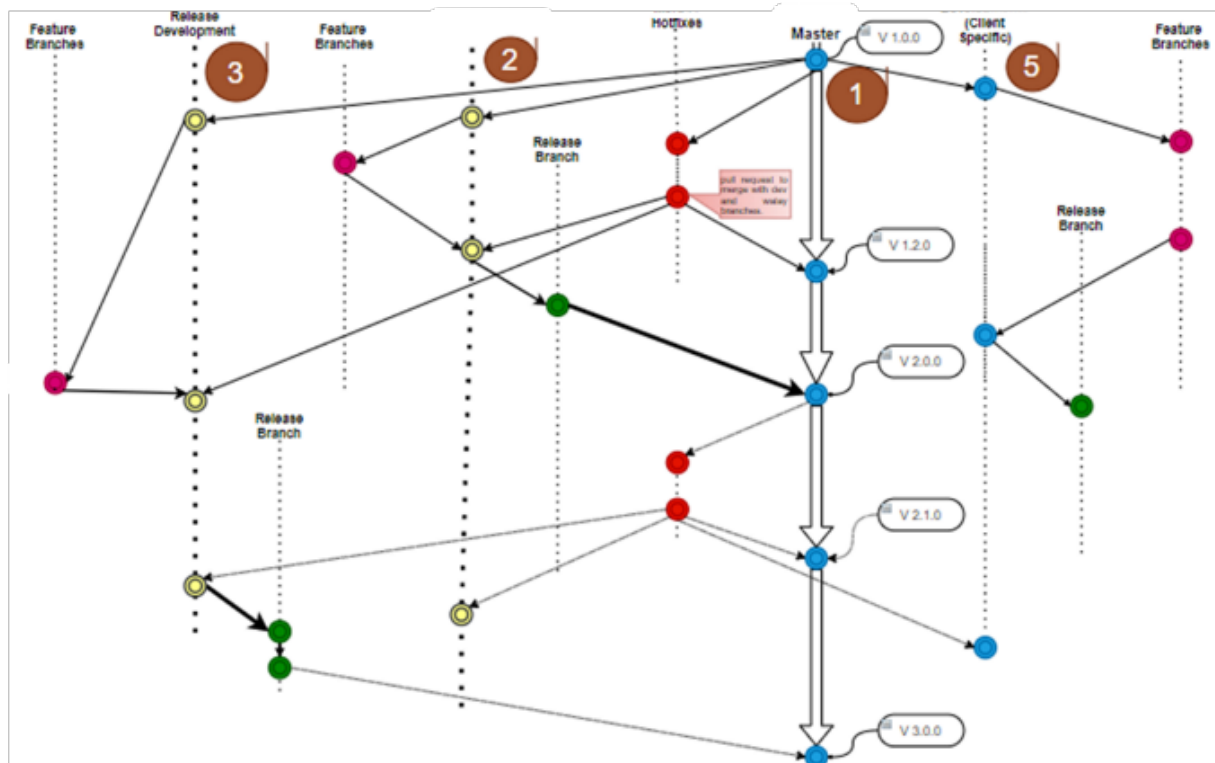 Feature
Branches
Release
Development
3
Feature
Branches
2
Hotfixes
Master
V 1.0.0
1
(Client
Specific)
5
Feature
Branches
Release
Branch
pull request to
merge with dev
and
branches.
Release
Branch
V 1.2.0
V 2.0.0
Release
Branch
V 2.1.0
V 3.0.0